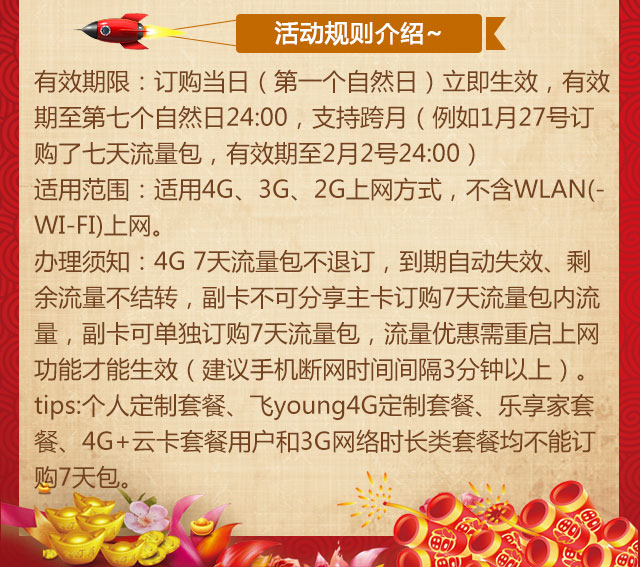 活动规则介绍~
有效期限：订购当日（第一个自然日）立即生效，有效
期至第七个自然日24:00，支持跨月（例如1月27号订
购了七天流量包，有效期至2月2号24:00）
适用范围：适用4G、3G、2G上网方式，不含WLAN(-
WI-FI)上网。
办理须知：4G 7天流量包不退订，到期自动失效、剩
余流量不结转，副卡不可分享主卡订购7天流量包内流
量，副卡可单独订购7天流量包，流量优惠需重启上网
功能才能生效（建议手机断网时间间隔3分钟以上）。
tips:个人定制套餐、飞young4G定制套餐、乐享家套
餐、4G+云卡套餐用户和3G网络时长类套餐均不能订
购7天包。